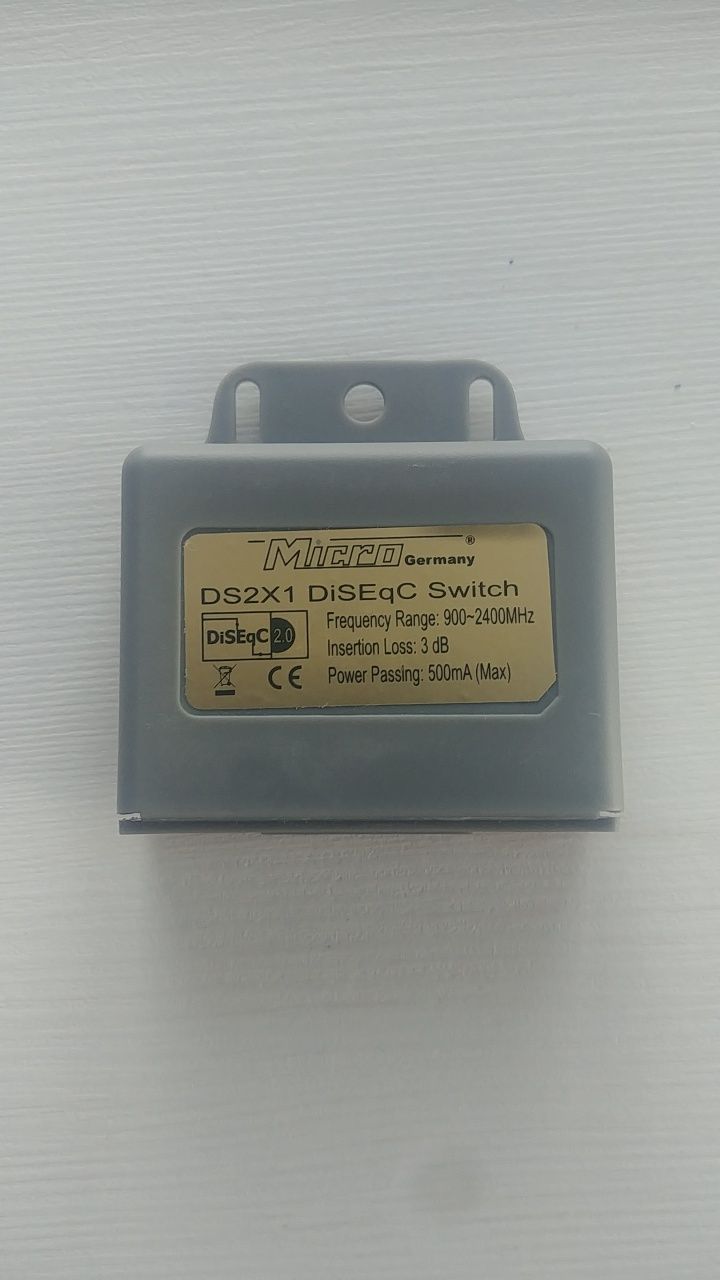 Micro® Germany
DS2X1 DiSEqC Switch
DiSEqC 2.0
Frequency Range: 900~2400MHz
Insertion Loss: 3 dB
CE
Power Passing: 500mA (Max)